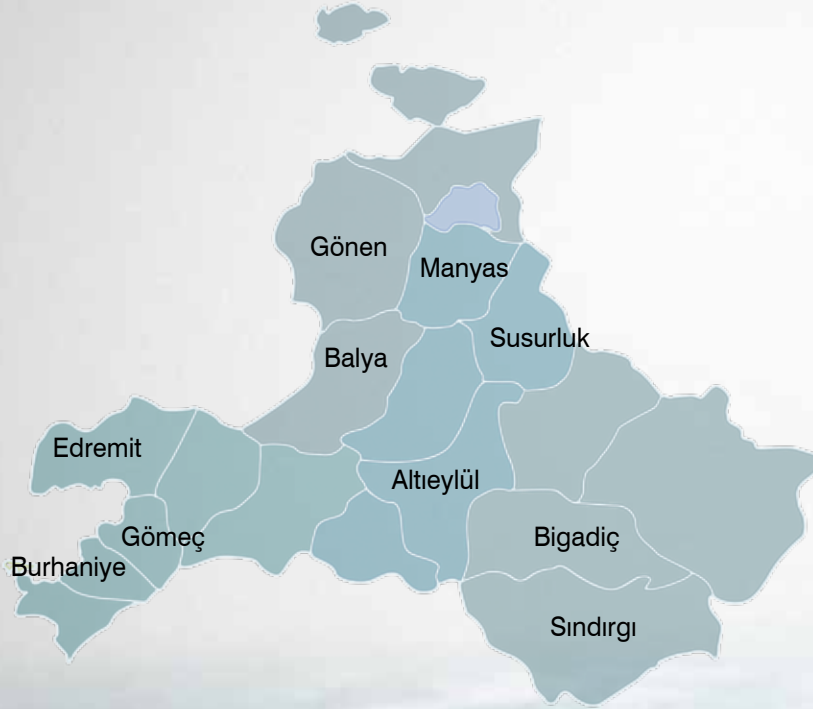 Gönen
Manyas
Susurluk
Balya
Edremit
Altıeylül
Gömeç
Bigadiç
Burhaniye
Sındırgı